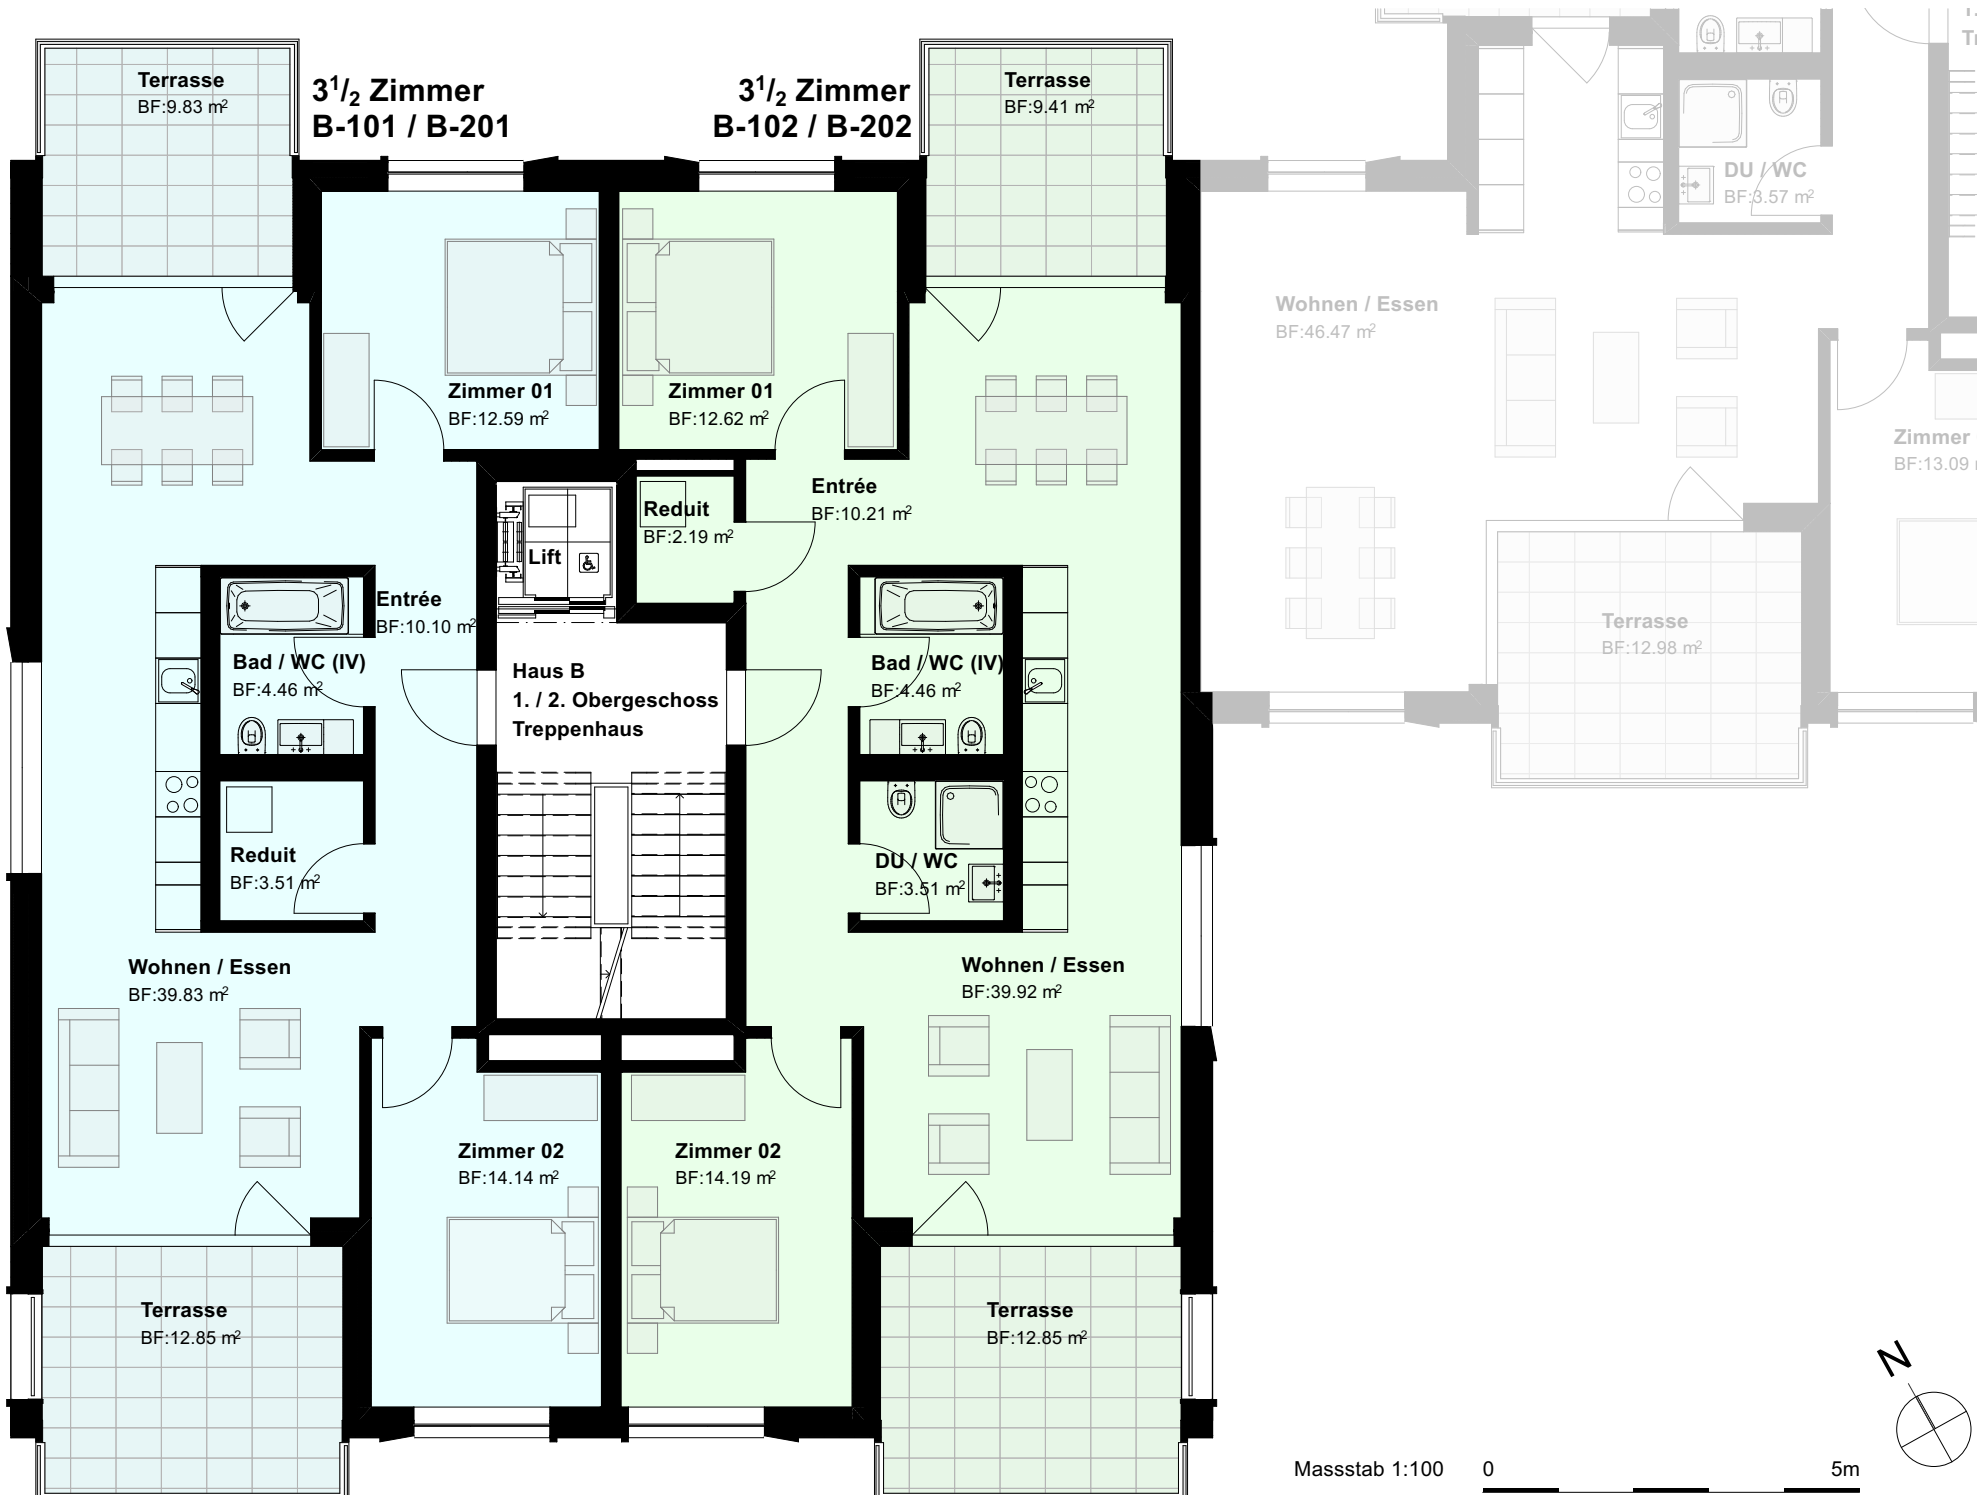 Terrasse
BF:9.83 m²
3 1/2 Zimmer
B-101 / B-201
3 1/2 Zimmer
B-102 / B-202
Terrasse
BF:9.41 m²
DU / WC
BF:3.57 m²
Wohnen / Essen
BF:46.47 m²
Zimmer 01
BF:12.59 m²
Zimmer 01
BF:12.62 m²
Zimmer
BF:13.09
Entrée
BF:10.21 m²
Reduit
BF:2.19 m²
Lift
Entrée
BF:10.10 m²
Terrasse
BF:12.98 m²
Bad / WC (IV)
BF:4.46 m²
Haus B
1. / 2. Obergeschoss
Treppenhaus
Bad / WC (IV)
BF:4.46 m²
Reduit
BF:3.51 m²
DU / WC
BF:3.51 m²
Wohnen / Essen
BF:39.83 m²
Wohnen / Essen
BF:39.92 m²
Zimmer 02
BF:14.14 m²
Zimmer 02
BF:14.19 m²
Terrasse
BF:12.85 m²
Terrasse
BF:12.85 m²
N
Massstab 1:100 0 5m